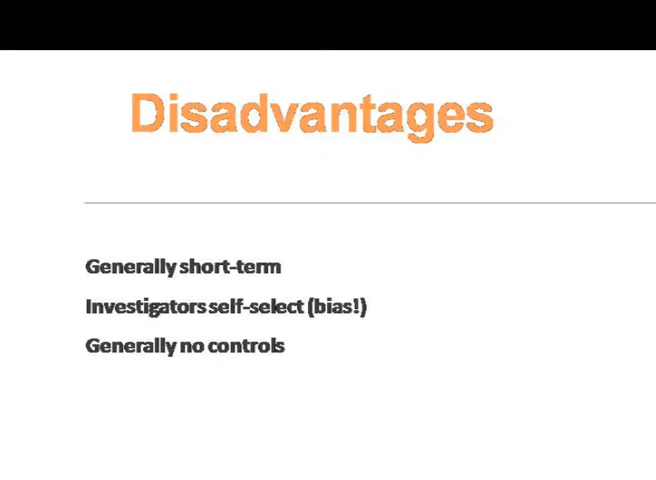 Disadvantages
Generally short-term
Investigators self-select (bias!)
Generally no controls